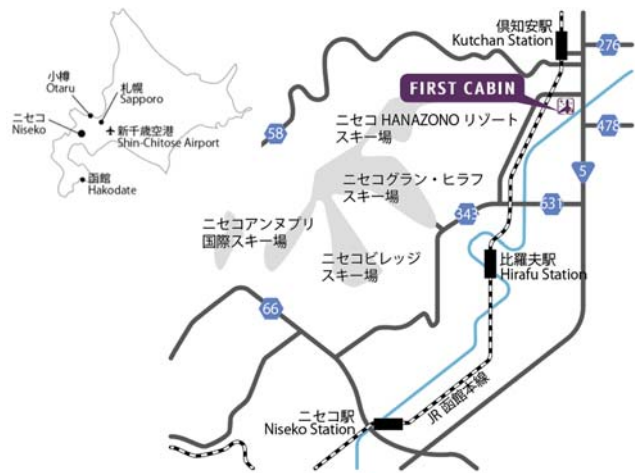 小樽
Otaru
札幌
Sapporo
ニセコ
Niseko
新千歳空港
Shin-Chitose Airport
函館
Hakodate
倶知安駅
Kutchan Station
276
FIRST CABIN
58
ニセコ HANAZONO リゾート
スキー場
478
5
ニセコグラン・ヒラフ
スキー場
343
631
ニセコアンヌプリ
国際スキー場
ニセコビレッジ
スキー場
比羅夫駅
Hirafu Station
66
JR 函館本線
ニセコ駅
Niseko Station